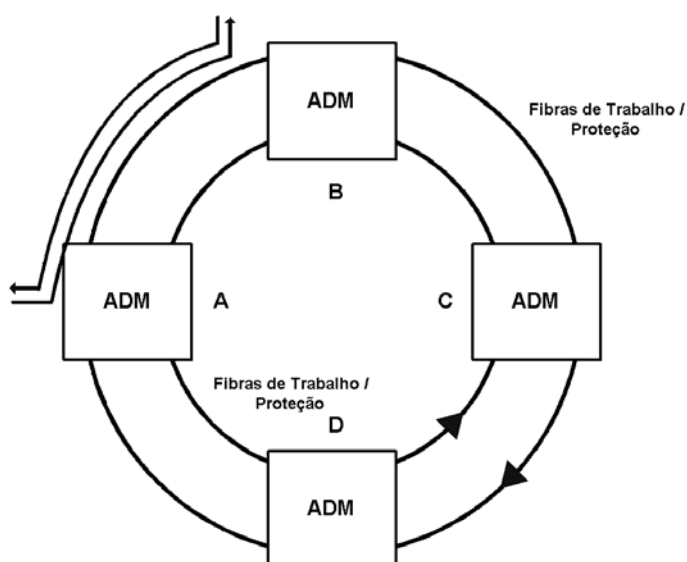 ADM
Fibras de Trabalho /
Proteção
B
ADM
A
C
ADM
Fibras de Trabalho /
Proteção
D
ADM